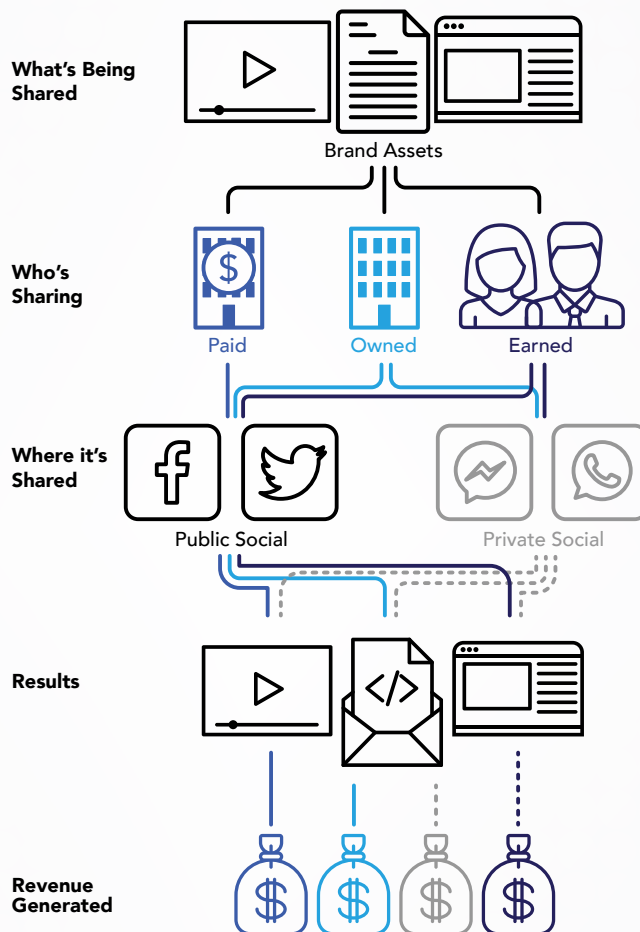 What's Being
Shared
Brand Assets
Who's
Sharing
$
Paid
Owned
Earned
Where it's
Shared
f
Public Social
Private Social
Results
</>
Revenue
Generated
$
$
$
$